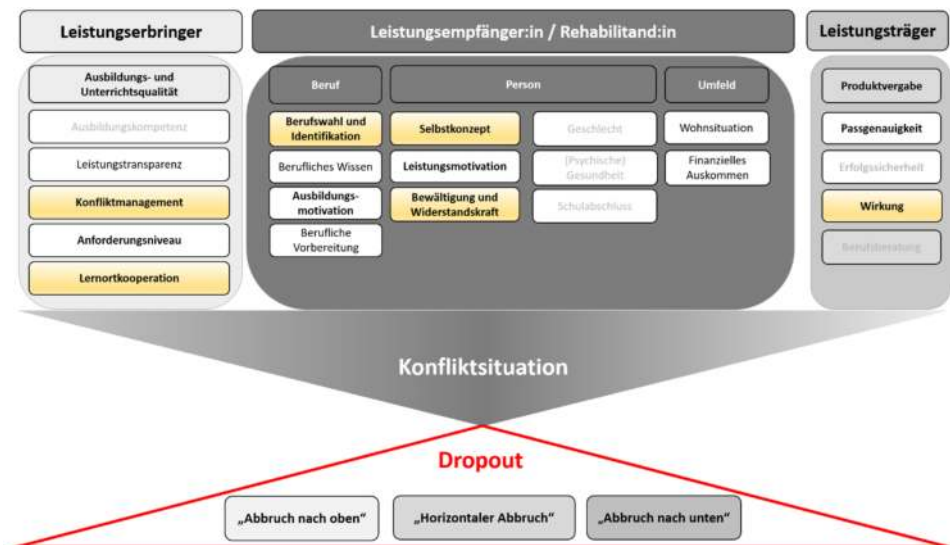 Leistungserbringer
Leistungsempfänger:in / Rehabilitand:in
Leistungsträger
Ausbildungs- und
Unterrichtsqualität
Ausbildungskompetenz
Leistungstransparenz
Konfliktmanagement
Anforderungsniveau
Lernortkooperation
Beruf
Berufswahl und
Identifikation
Berufliches Wissen
Ausbildungs-
motivation
Berufliche
Vorbereitung
Person
Selbstkonzept
Leistungsmotivation
Bewältigung und
Widerstandskraft
Geschlecht
(Psychische)
Gesundheit
Schulabschluss
Umfeld
Wohnsituation
Finanzielles
Auskommen
Produktvergabe
Passgenauigkeit
Erfolgssicherheit
Wirkung
Berufsberatung
Konfliktsituation
Dropout
„Abbruch nach oben“
„Horizontaler Abbruch“
„Abbruch nach unten“